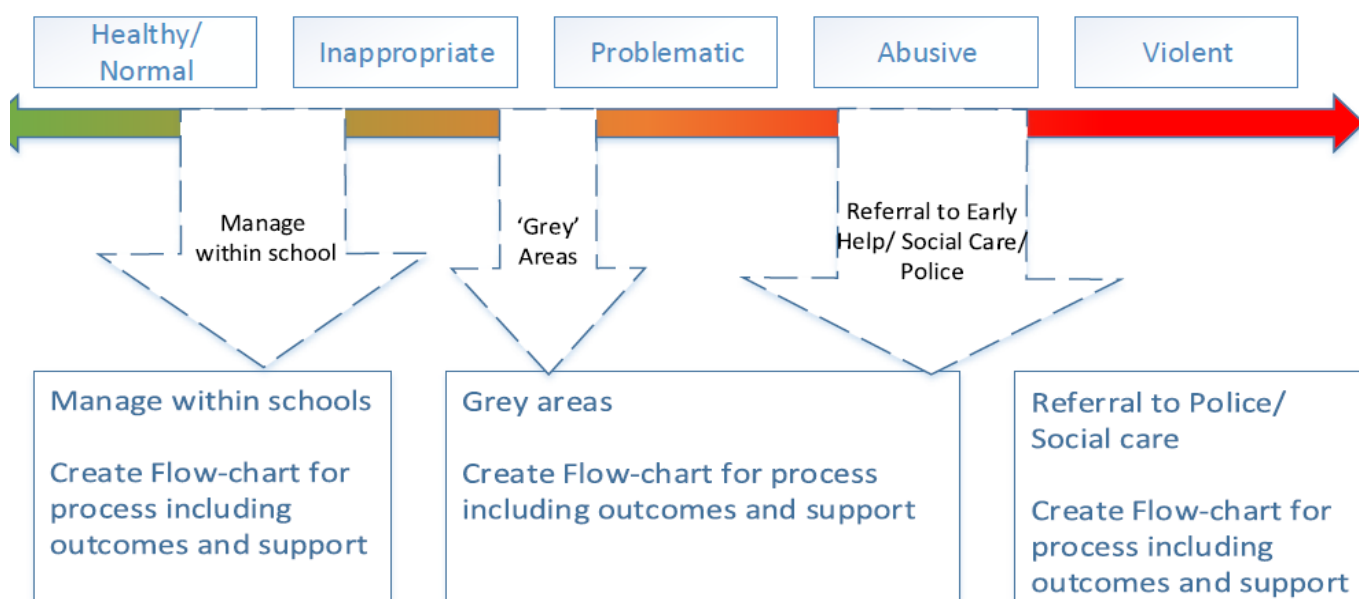 Healthy/
Normal
Inappropriate
Problematic
Abusive
Violent
Manage
within school
‘Grey’
Areas
Referral to Early
Help/ Social Care/
Police
Manage within schools
Create Flow-chart for
process including
outcomes and support
Grey areas
Create Flow-chart for process
including outcomes and support
Referral to Police/
Social care
Create Flow-chart for
process including
outcomes and support